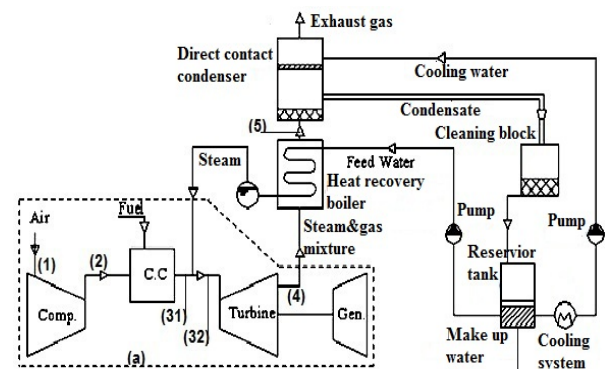 Exhaust gas
Direct contact
condenser
Cooling water
Condensate
Cleaning block
(5)
Steam
Feed Water
Heat recovery
boiler
Fuel
Air
Steam&gas
mixture
Pump
Pump
Reservior
tank
(1)
(2)
C.C
(4)
(31)
(32)
Comp.
Turbine
Gen.
Make up
water
Cooling
system
(a)